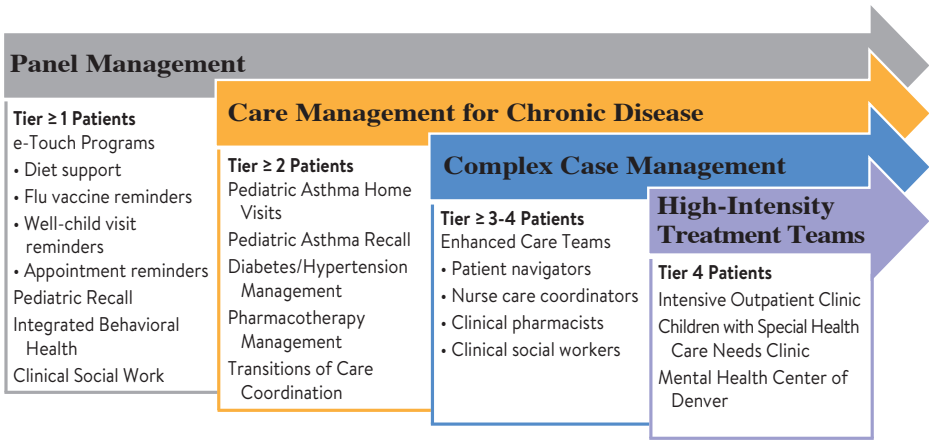 Panel Management
Tier ≥ 1 Patients
e-Touch Programs
• Diet support
• Flu vaccine reminders
• Well-child visit
reminders
• Appointment reminders
Pediatric Recall
Integrated Behavioral
Health
Clinical Social Work
Care Management for Chronic Disease
Tier ≥ 2 Patients
Pediatric Asthma Home
Visits
Pediatric Asthma Recall
Diabetes/Hypertension
Management
Pharmacotherapy
Management
Transitions of Care
Coordination
Complex Case Management
Tier ≥ 3-4 Patients
Enhanced Care Teams
• Patient navigators
• Nurse care coordinators
• Clinical pharmacists
• Clinical social workers
High-Intensity
Treatment Teams
Tier 4 Patients
Intensive Outpatient Clinic
Children with Special Health
Care Needs Clinic
Mental Health Center of
Denver